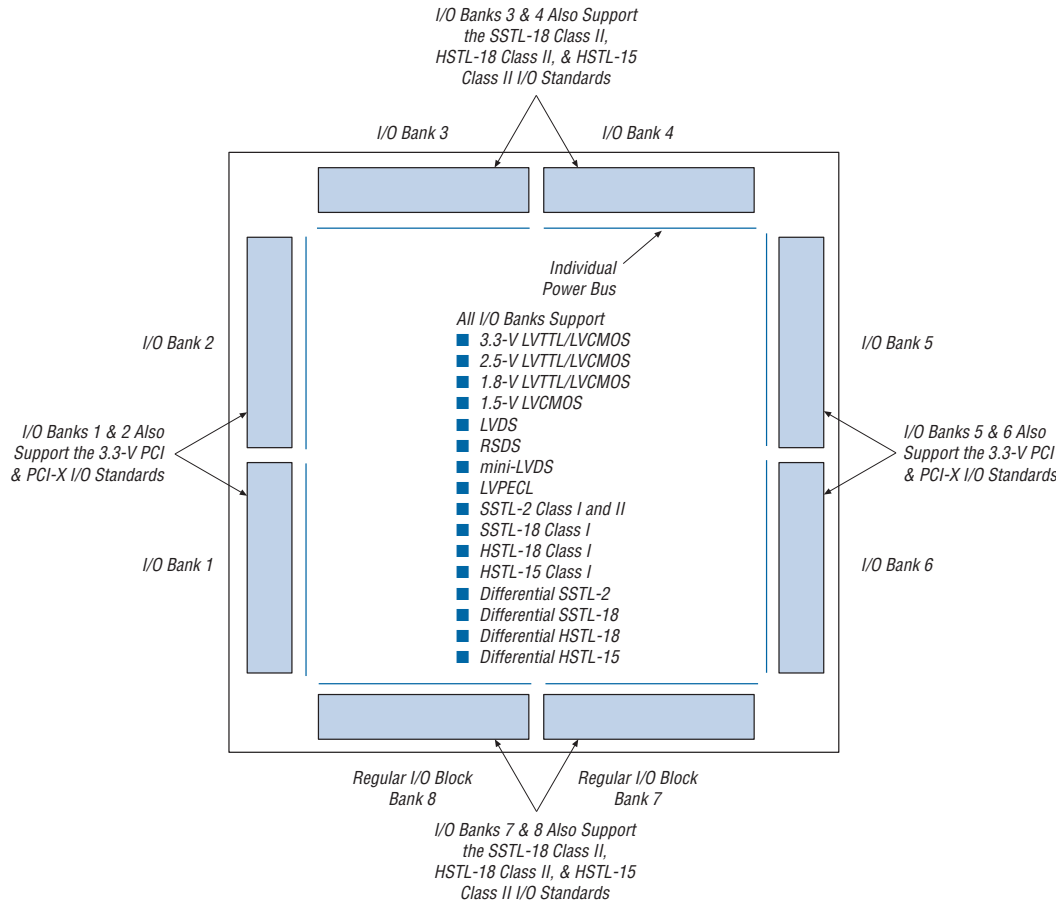 I/O Banks 3 & 4 Also Support
the SSTL-18 Class II,
HSTL-18 Class II, & HSTL-15
Class II I/O Standards
I/O Bank 3
I/O Bank 4
Individual
Power Bus
I/O Bank 2
I/O Bank 5
All I/O Banks Support
3.3-V LVTTL/LVCMOS
2.5-V LVTTL/LVCMOS
1.8-V LVTTL/LVCMOS
1.5-V LVCMOS
LVDS
RSDS
mini-LVDS
LVPECL
SSTL-2 Class I and II
SSTL-18 Class I
HSTL-18 Class I
HSTL-15 Class I
Differential SSTL-2
Differential SSTL-18
Differential HSTL-18
Differential HSTL-15
I/O Banks 1 & 2 Also
Support the 3.3-V PCI
& PCI-X I/O Standards
I/O Banks 5 & 6 Also
Support the 3.3-V PCI
& PCI-X I/O Standards
I/O Bank 1
I/O Bank 6
Regular I/O Block
Bank 8
Regular I/O Block
Bank 7
I/O Banks 7 & 8 Also Support
the SSTL-18 Class II,
HSTL-18 Class II, & HSTL-15
Class II I/O Standards